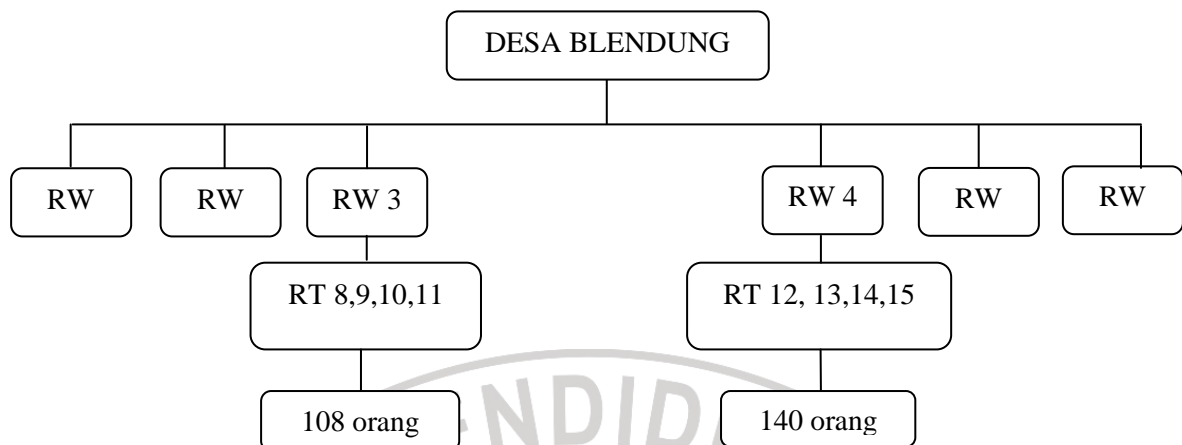 DESA BLENDUNG
RW
RW
RW 3
RW 4
RW
RW
RT 8,9,10,11
RT 12, 13,14,15
108 orang
140 orang